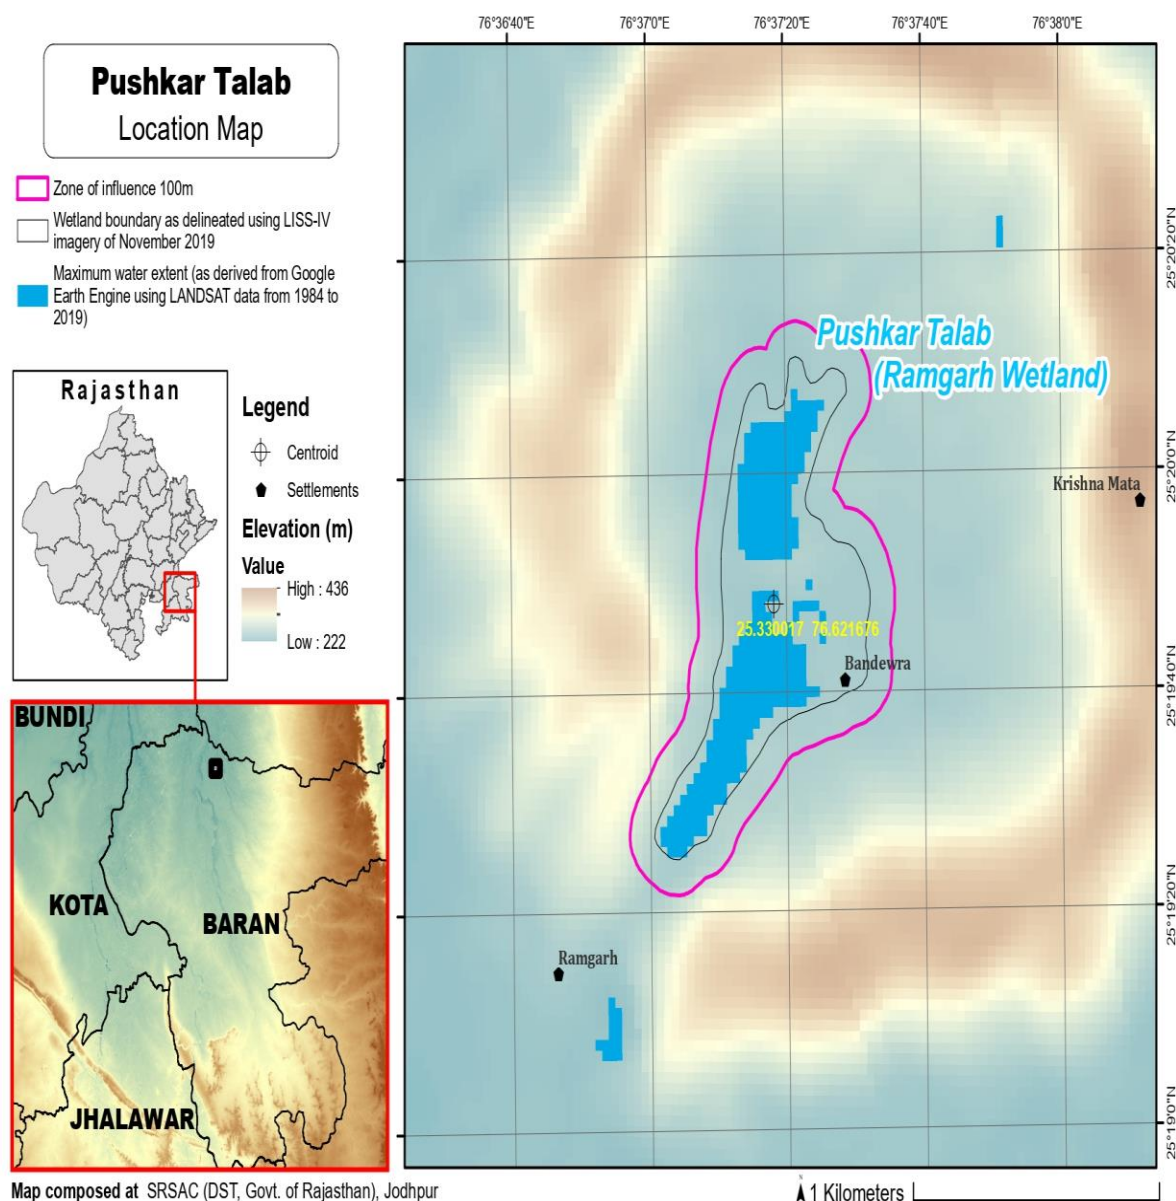 Pushkar Talab
Location Map
Zone of influence 100m
Wetland boundary as delineated using LISS-IV
imagery of November 2019
Maximum water extent (as derived from Google
Earth Engine using LANDSAT data from 1984 to
2019)
Rajasthan
Legend
Centroid
Settlements
Elevation (m)
Value
High : 436
Low : 222
BUNDI
KOTA
BARAN
JHALAWAR
Map composed at SRSAC (DST, Govt. of Rajasthan), Jodhpur
76°36'40"E 76°37'0"E 76°37'20"E 76°37'40"E 76°38'0"E
25°20'20"N
25°20'0"N
25°19'40"N
25°19'20"N
25°19'0"N
Pushkar Talab
(Ramgarh Wetland)
Krishna Mata
25.330017 76.621676
Bandewra
Ramgarh
1 Kilometers